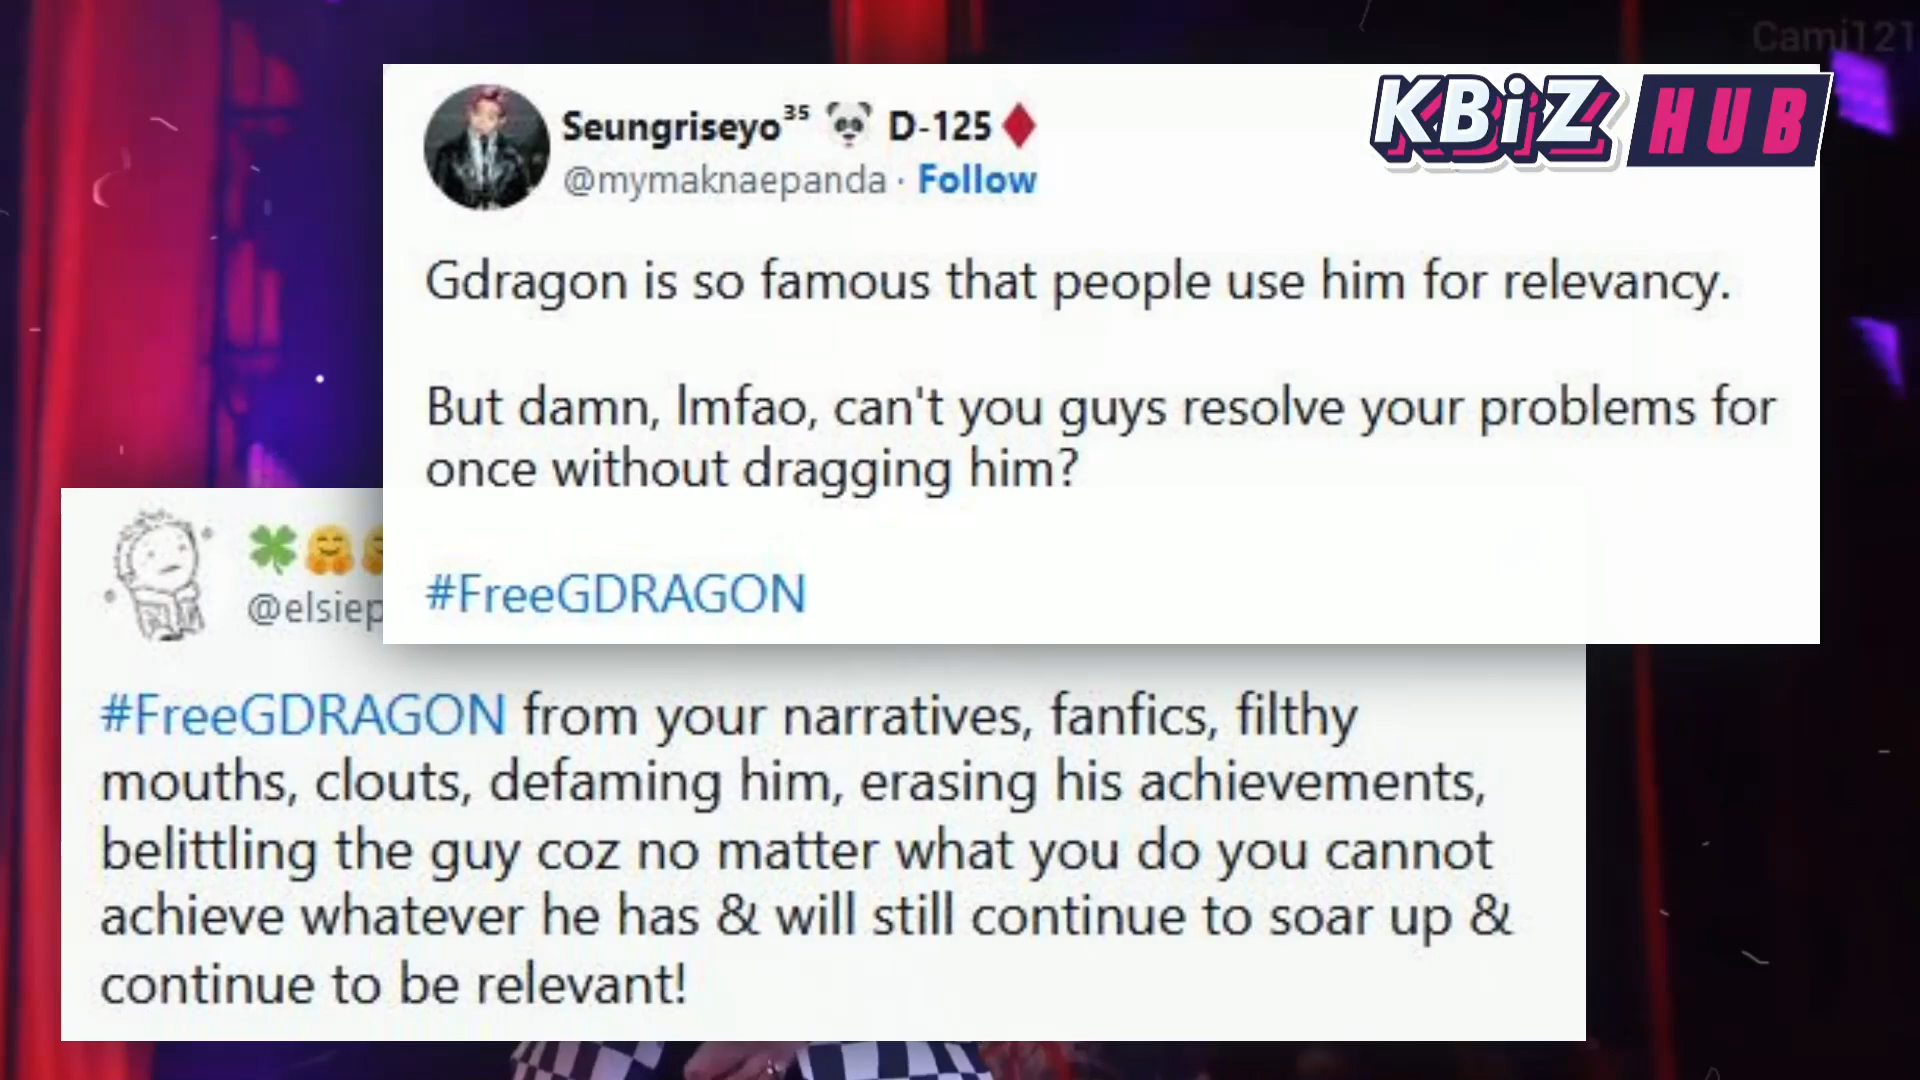 Cami121
KBiZ HUB
Seungriseyo³⁵ 🐼 D-125♦️
@mymaknaepanda · Follow
Gdragon is so famous that people use him for relevancy.
But damn, lmfao, can't you guys resolve your problems for
once without dragging him?
#FreeGDRAGON
@elsiep
#FreeGDRAGON from your narratives, fanfics, filthy
mouths, clouts, defaming him, erasing his achievements,
belittling the guy coz no matter what you do you cannot
achieve whatever he has & will still continue to soar up &
continue to be relevant!